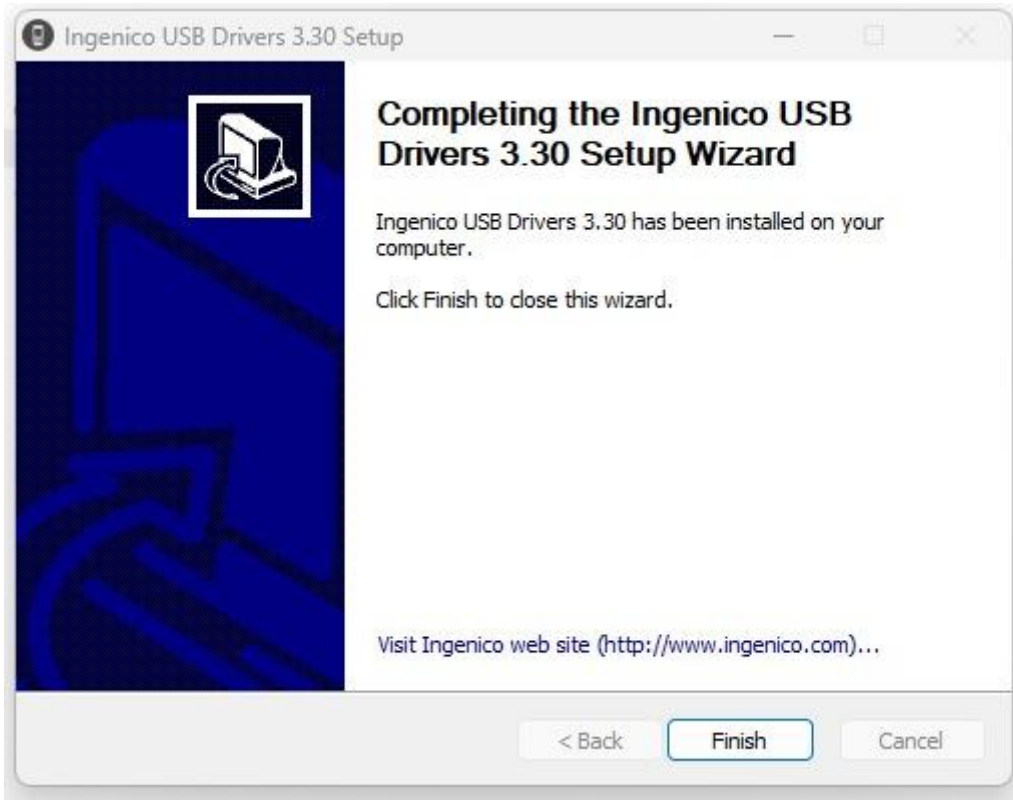 Ingenico USB Drivers 3.30 Setup
Completing the Ingenico USB
Drivers 3.30 Setup Wizard
Ingenico USB Drivers 3.30 has been installed on your
computer.
Click Finish to close this wizard.
Visit Ingenico web site (http://www.ingenico.com)...
< Back
Finish
Cancel